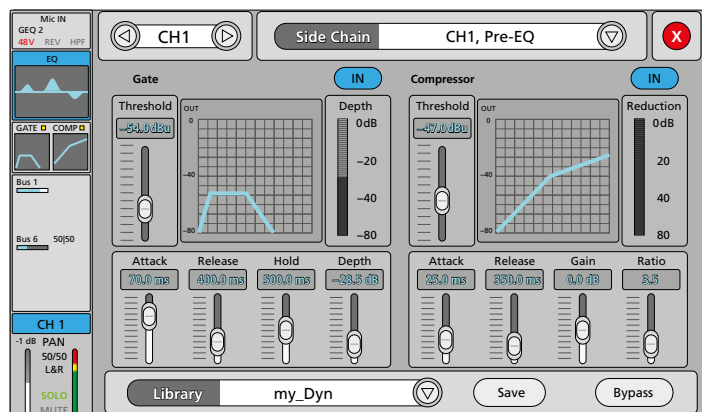 Mic IN
GEQ 2
48V REV HPF
EQ
GATE COMP
Bus 1
Bus 6 50|50
CH 1
-1 dB PAN
50/50
L&R
SOLO
MUTE
CH1
Side Chain CH1, Pre-EQ
X
Gate IN
Threshold
–54.0 dBu
OUT
0
–40
–80
Depth
0dB
–20
–40
–80
Attack Release Hold Depth
70.0 ms 400.0 ms 500.0 ms –28.5 dB
Compressor IN
Threshold
–47.0 dBu
OUT
0
–40
–80
Reduction
0dB
20
40
80
Attack Release Gain Ratio
25.0 ms 350.0 ms 0.0 dB 3.5
Library my_Dyn Save Bypass